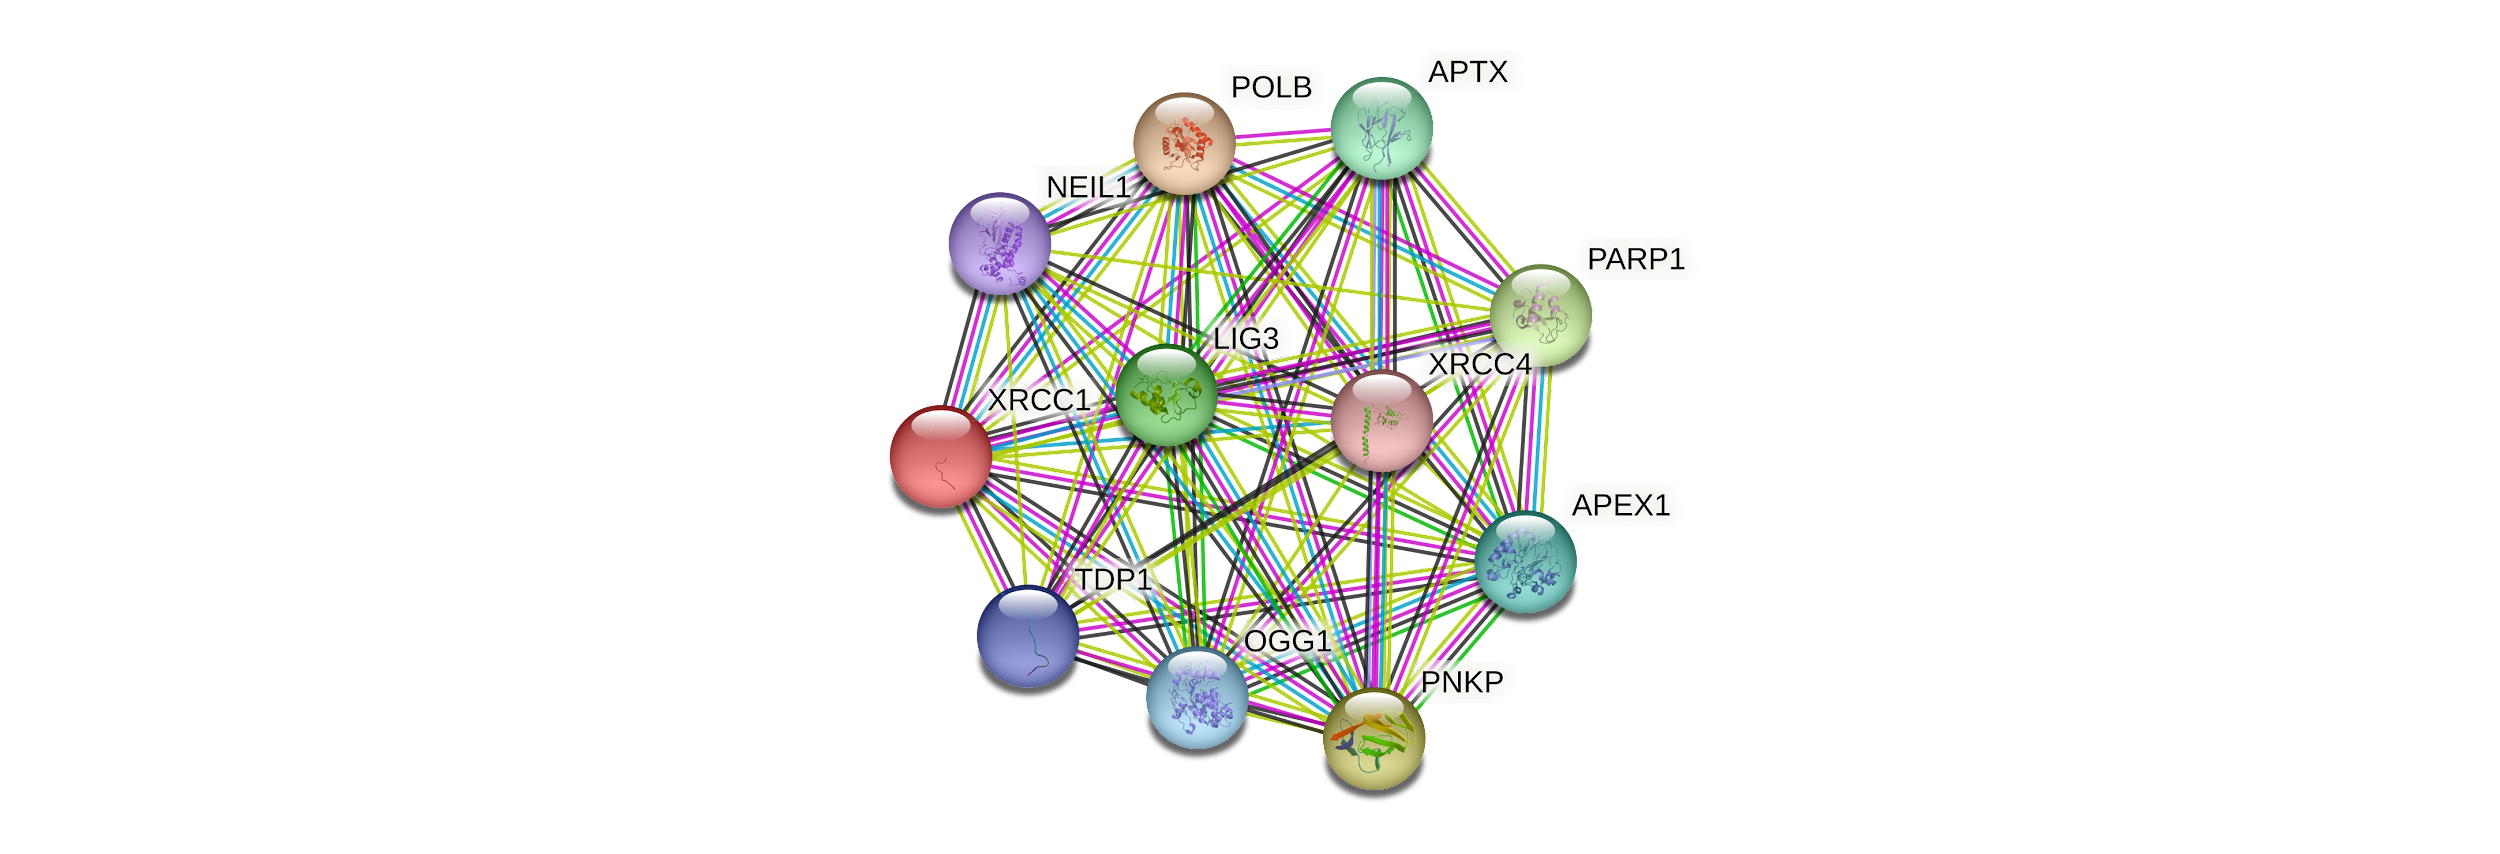 APTX
POLB
NEIL1
PARP1
LIG3
XRCC4
XRCC1
APEX1
TDP1
OGG1
PNKP